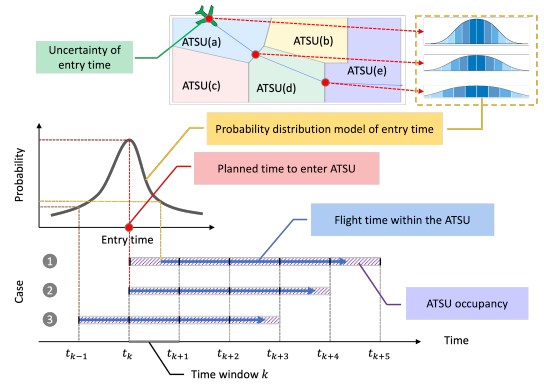 Uncertainty of
entry time
ATSU(a)
ATSU(b)
ATSU(c)
ATSU(d)
ATSU(e)
Probability distribution model of entry time
Planned time to enter ATSU
Probability
Entry time
Flight time within the ATSU
ATSU occupancy
Case
1
2
3
t_{k−1}
t_k
t_{k+1}
t_{k+2}
t_{k+3}
t_{k+4}
t_{k+5}
Time
Time window k